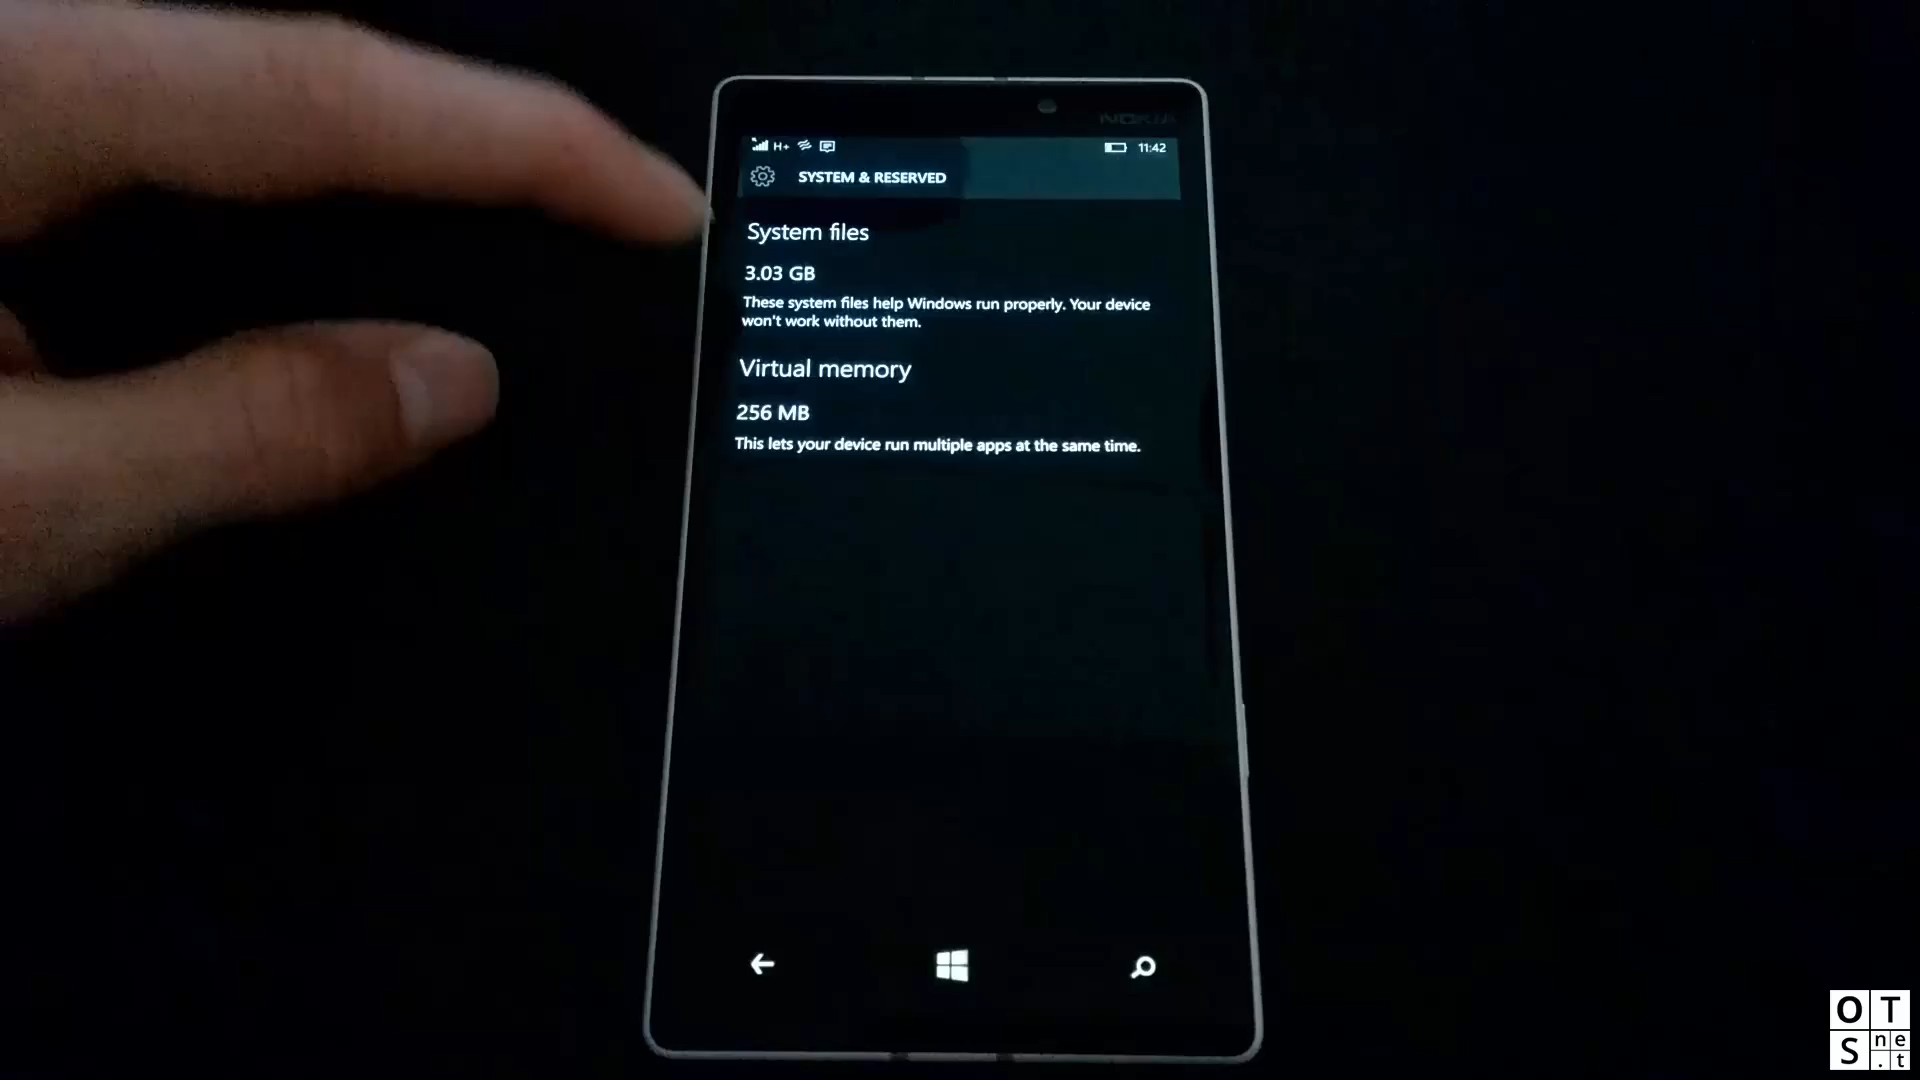 NOKIA
H+ 11:42
SYSTEM & RESERVED
System files
3.03 GB
These system files help Windows run properly. Your device
won't work without them.
Virtual memory
256 MB
This lets your device run multiple apps at the same time.
OT
S net